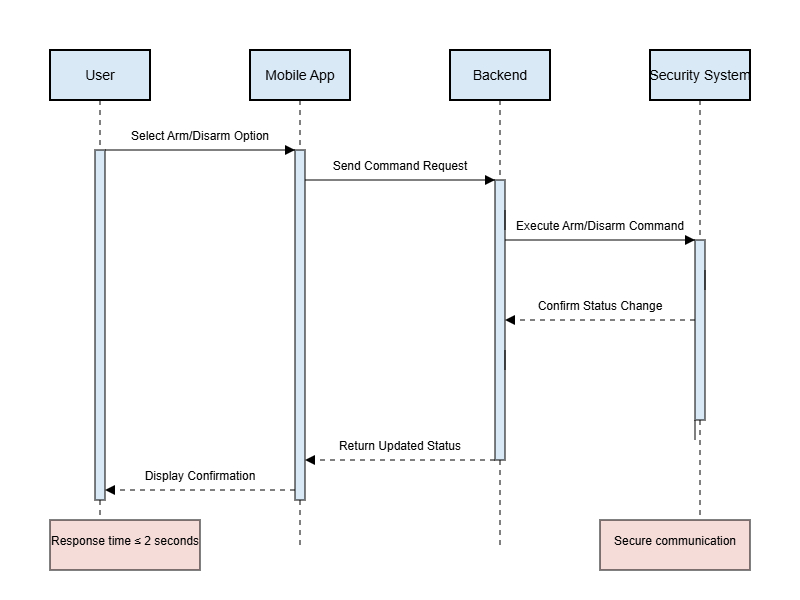 User
Mobile App
Backend
Security System
Select Arm/Disarm Option
Send Command Request
Execute Arm/Disarm Command
Confirm Status Change
Return Updated Status
Display Confirmation
Response time ≤ 2 seconds
Secure communication